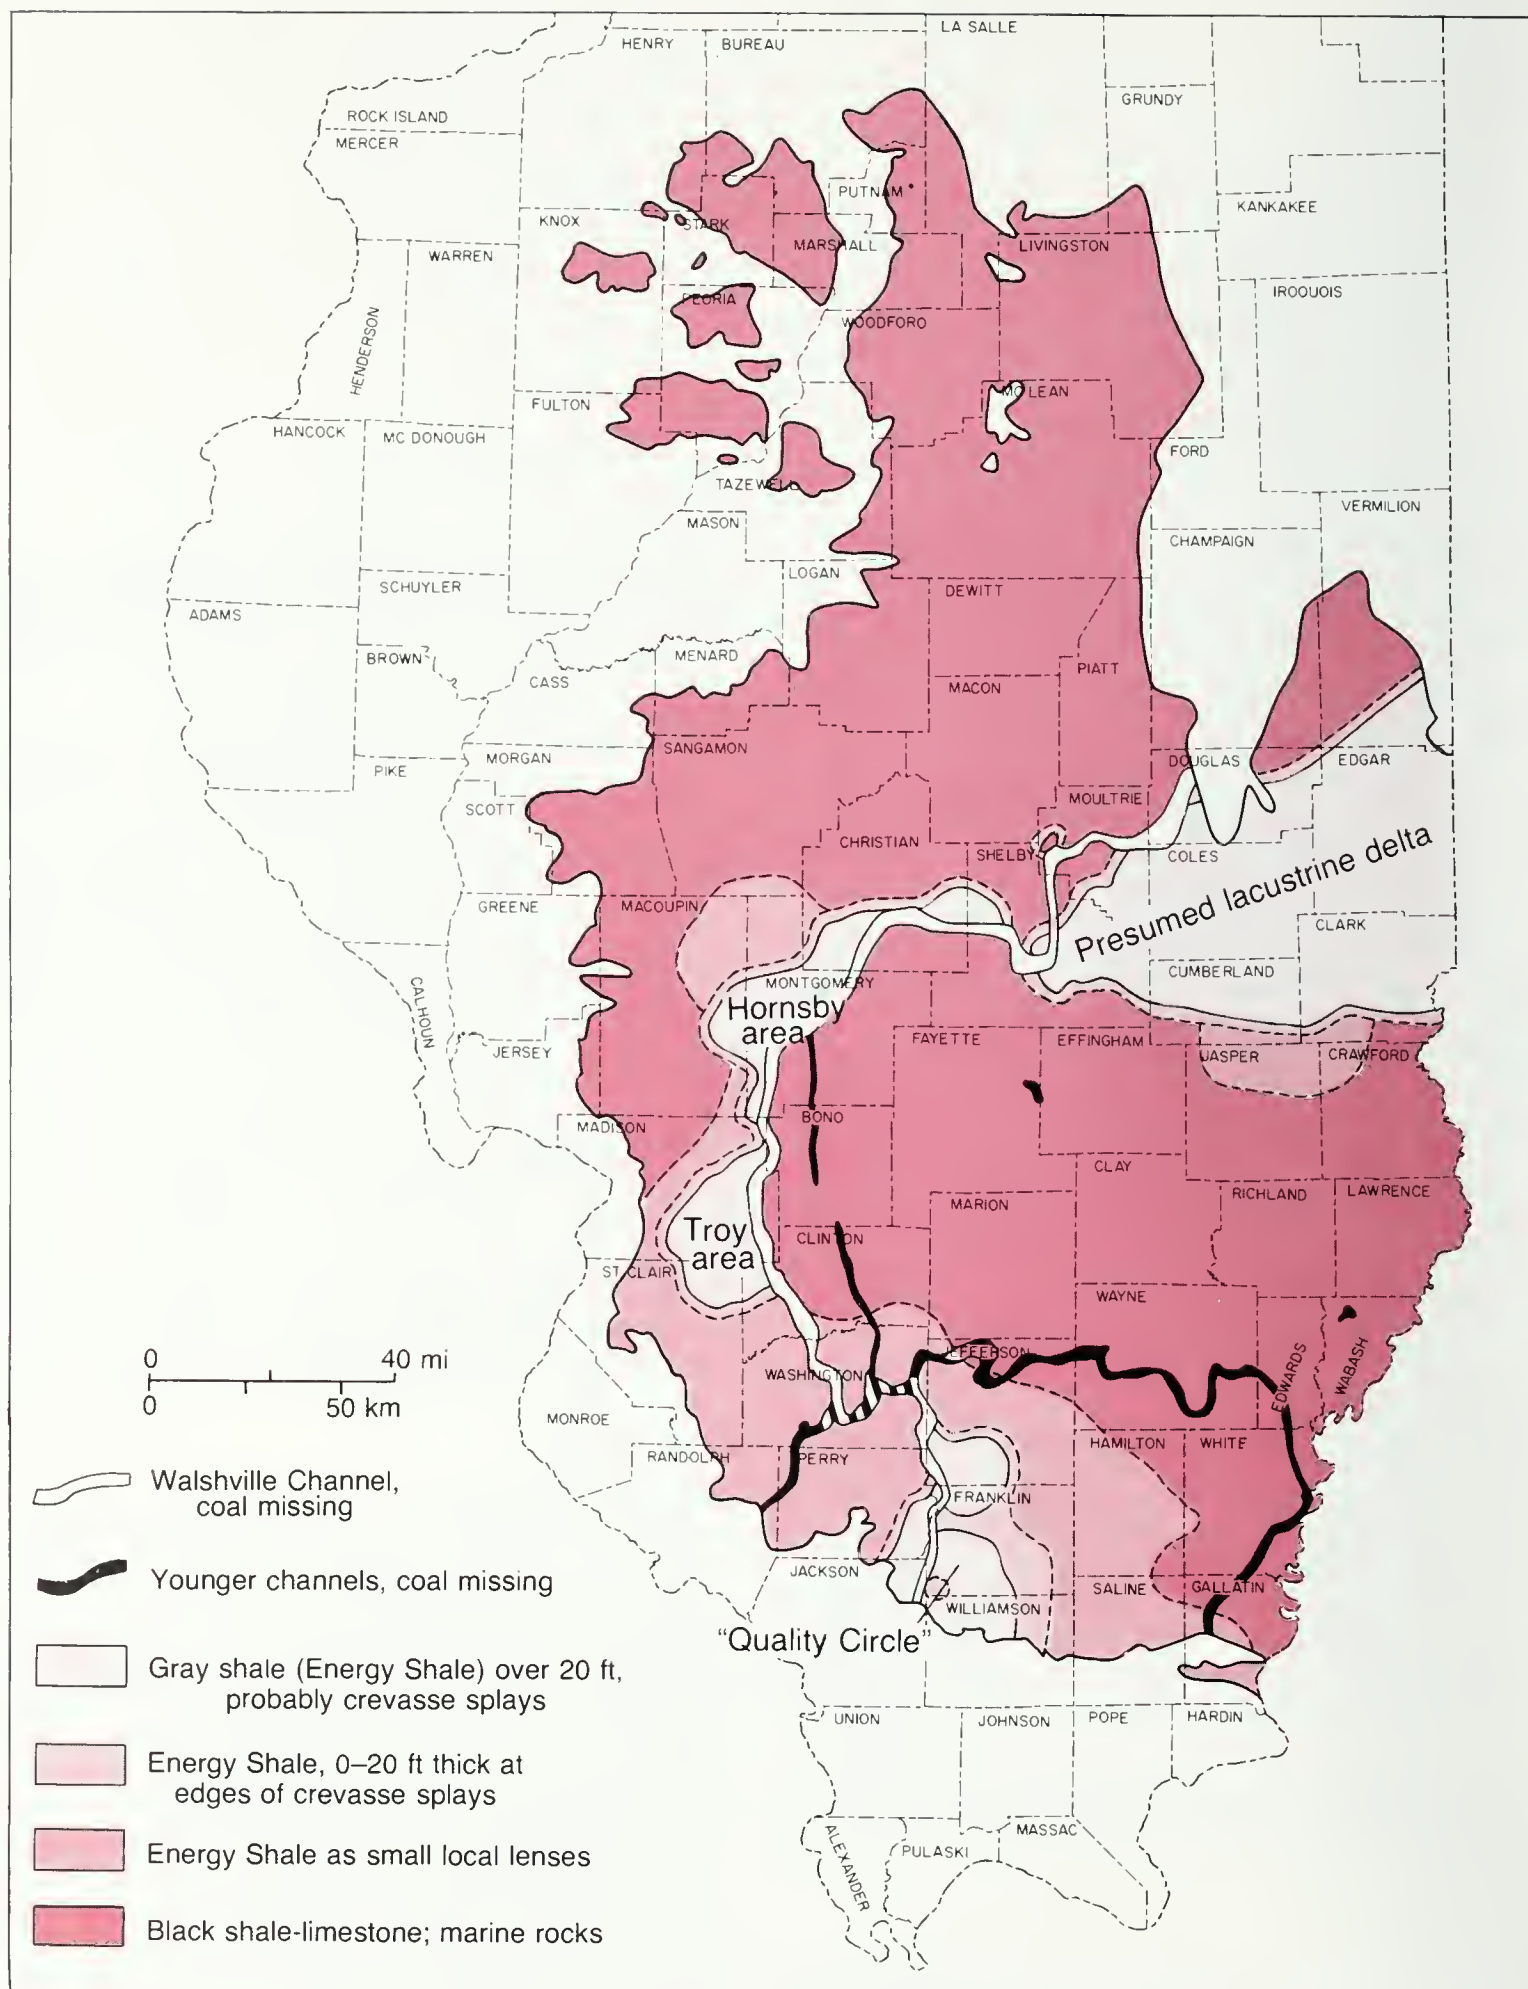 LA SALLE
HENRY
BUREAU
GRUNDY
ROCK ISLAND
MERCER
PUTNAM
KANKAKEE
KNOX
STARK
MARSHALL
LIVINGSTON
WARREN
IROQUOIS
PEORIA
WOODFORO
HENDERSON
MC LEAN
FULTON
HANCOCK
MC DONOUGH
FORD
TAZEWELL
VERMILION
MASON
CHAMPAIGN
LOGAN
SCHUYLER
DEWITT
ADAMS
BROWN
MENARD
PIATT
CASS
MACON
SANGAMON
MORGAN
DOUGLAS
EDGAR
PIKE
MOULTRIE
SCOTT
CHRISTIAN
SHELBY
COLES
Presumed lacustrine delta
GREENE
MACOUPIN
CLARK
CUMBERLAND
MONTGOMERY
CALHOUN
Hornsby
area
FAYETTE
EFFINGHAM
JASPER
CRAWFORD
JERSEY
BONO
MADISON
CLAY
RICHLAND
LAWRENCE
MARION
Troy
area
CLINTON
ST. CLAIR
WAYNE
JEFFERSON
EDWARDS
WABASH
WASHINGTON
0 40 mi
0 50 km
MONROE
RANDOLPH
PERRY
HAMILTON
WHITE
Walshville Channel,
coal missing
FRANKLIN
Younger channels, coal missing
JACKSON
WILLIAMSON
SALINE
GALLATIN
"Quality Circle"
Gray shale (Energy Shale) over 20 ft,
probably crevasse splays
UNION
JOHNSON
POPE
HARDIN
Energy Shale, 0–20 ft thick at
edges of crevasse splays
ALEXANDER
PULASKI
MASSAC
Energy Shale as small local lenses
Black shale-limestone; marine rocks